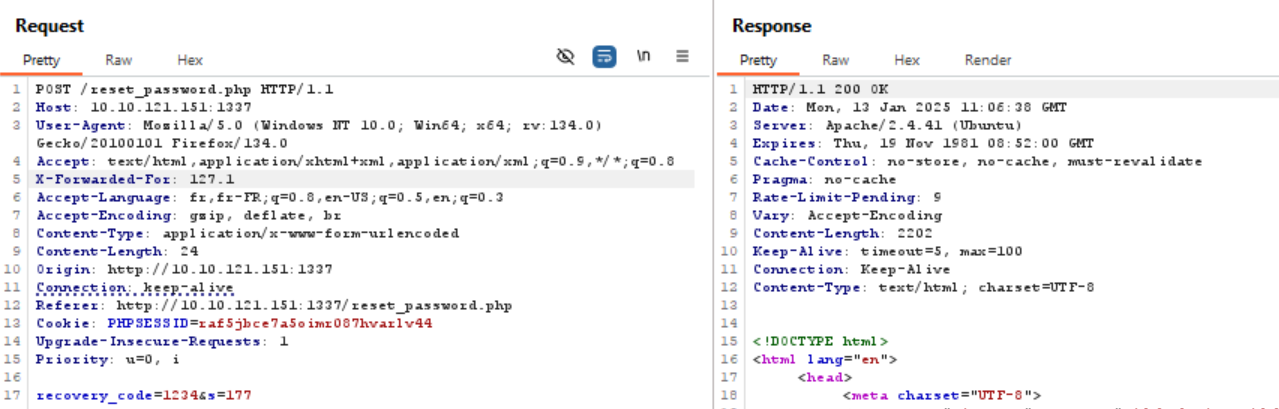 Request
Pretty Raw Hex \n
1 POST /reset_password.php HTTP/1.1
2 Host: 10.10.121.151:1337
3 User-Agent: Mozilla/5.0 (Windows NT 10.0; Win64; x64; rv:134.0)
Gecko/20100101 Firefox/134.0
4 Accept: text/html,application/xhtml+xml,application/xml;q=0.9,*/*;q=0.8
5 X-Forwarded-For: 127.1
6 Accept-Language: fr,fr-FR;q=0.8,en-US;q=0.5,en;q=0.3
7 Accept-Encoding: gzip, deflate, br
8 Content-Type: application/x-www-form-urlencoded
9 Content-Length: 24
10 Origin: http://10.10.121.151:1337
11 Connection: keep-alive
12 Referer: http://10.10.121.151:1337/reset_password.php
13 Cookie: PHPSESSID=raf5jbce7a5oimr087hvarlv44
14 Upgrade-Insecure-Requests: 1
15 Priority: u=0, i
16
17 recovery_code=1234&s=177
Response
Pretty Raw Hex Render
1 HTTP/1.1 200 OK
2 Date: Mon, 13 Jan 2025 11:06:38 GMT
3 Server: Apache/2.4.41 (Ubuntu)
4 Expires: Thu, 19 Nov 1981 08:52:00 GMT
5 Cache-Control: no-store, no-cache, must-revalidate
6 Pragma: no-cache
7 Rate-Limit-Pending: 9
8 Vary: Accept-Encoding
9 Content-Length: 2202
10 Keep-Alive: timeout=5, max=100
11 Connection: Keep-Alive
12 Content-Type: text/html; charset=UTF-8
13
14
15 <!DOCTYPE html>
16 <html lang="en">
17 <head>
18 <meta charset="UTF-8">